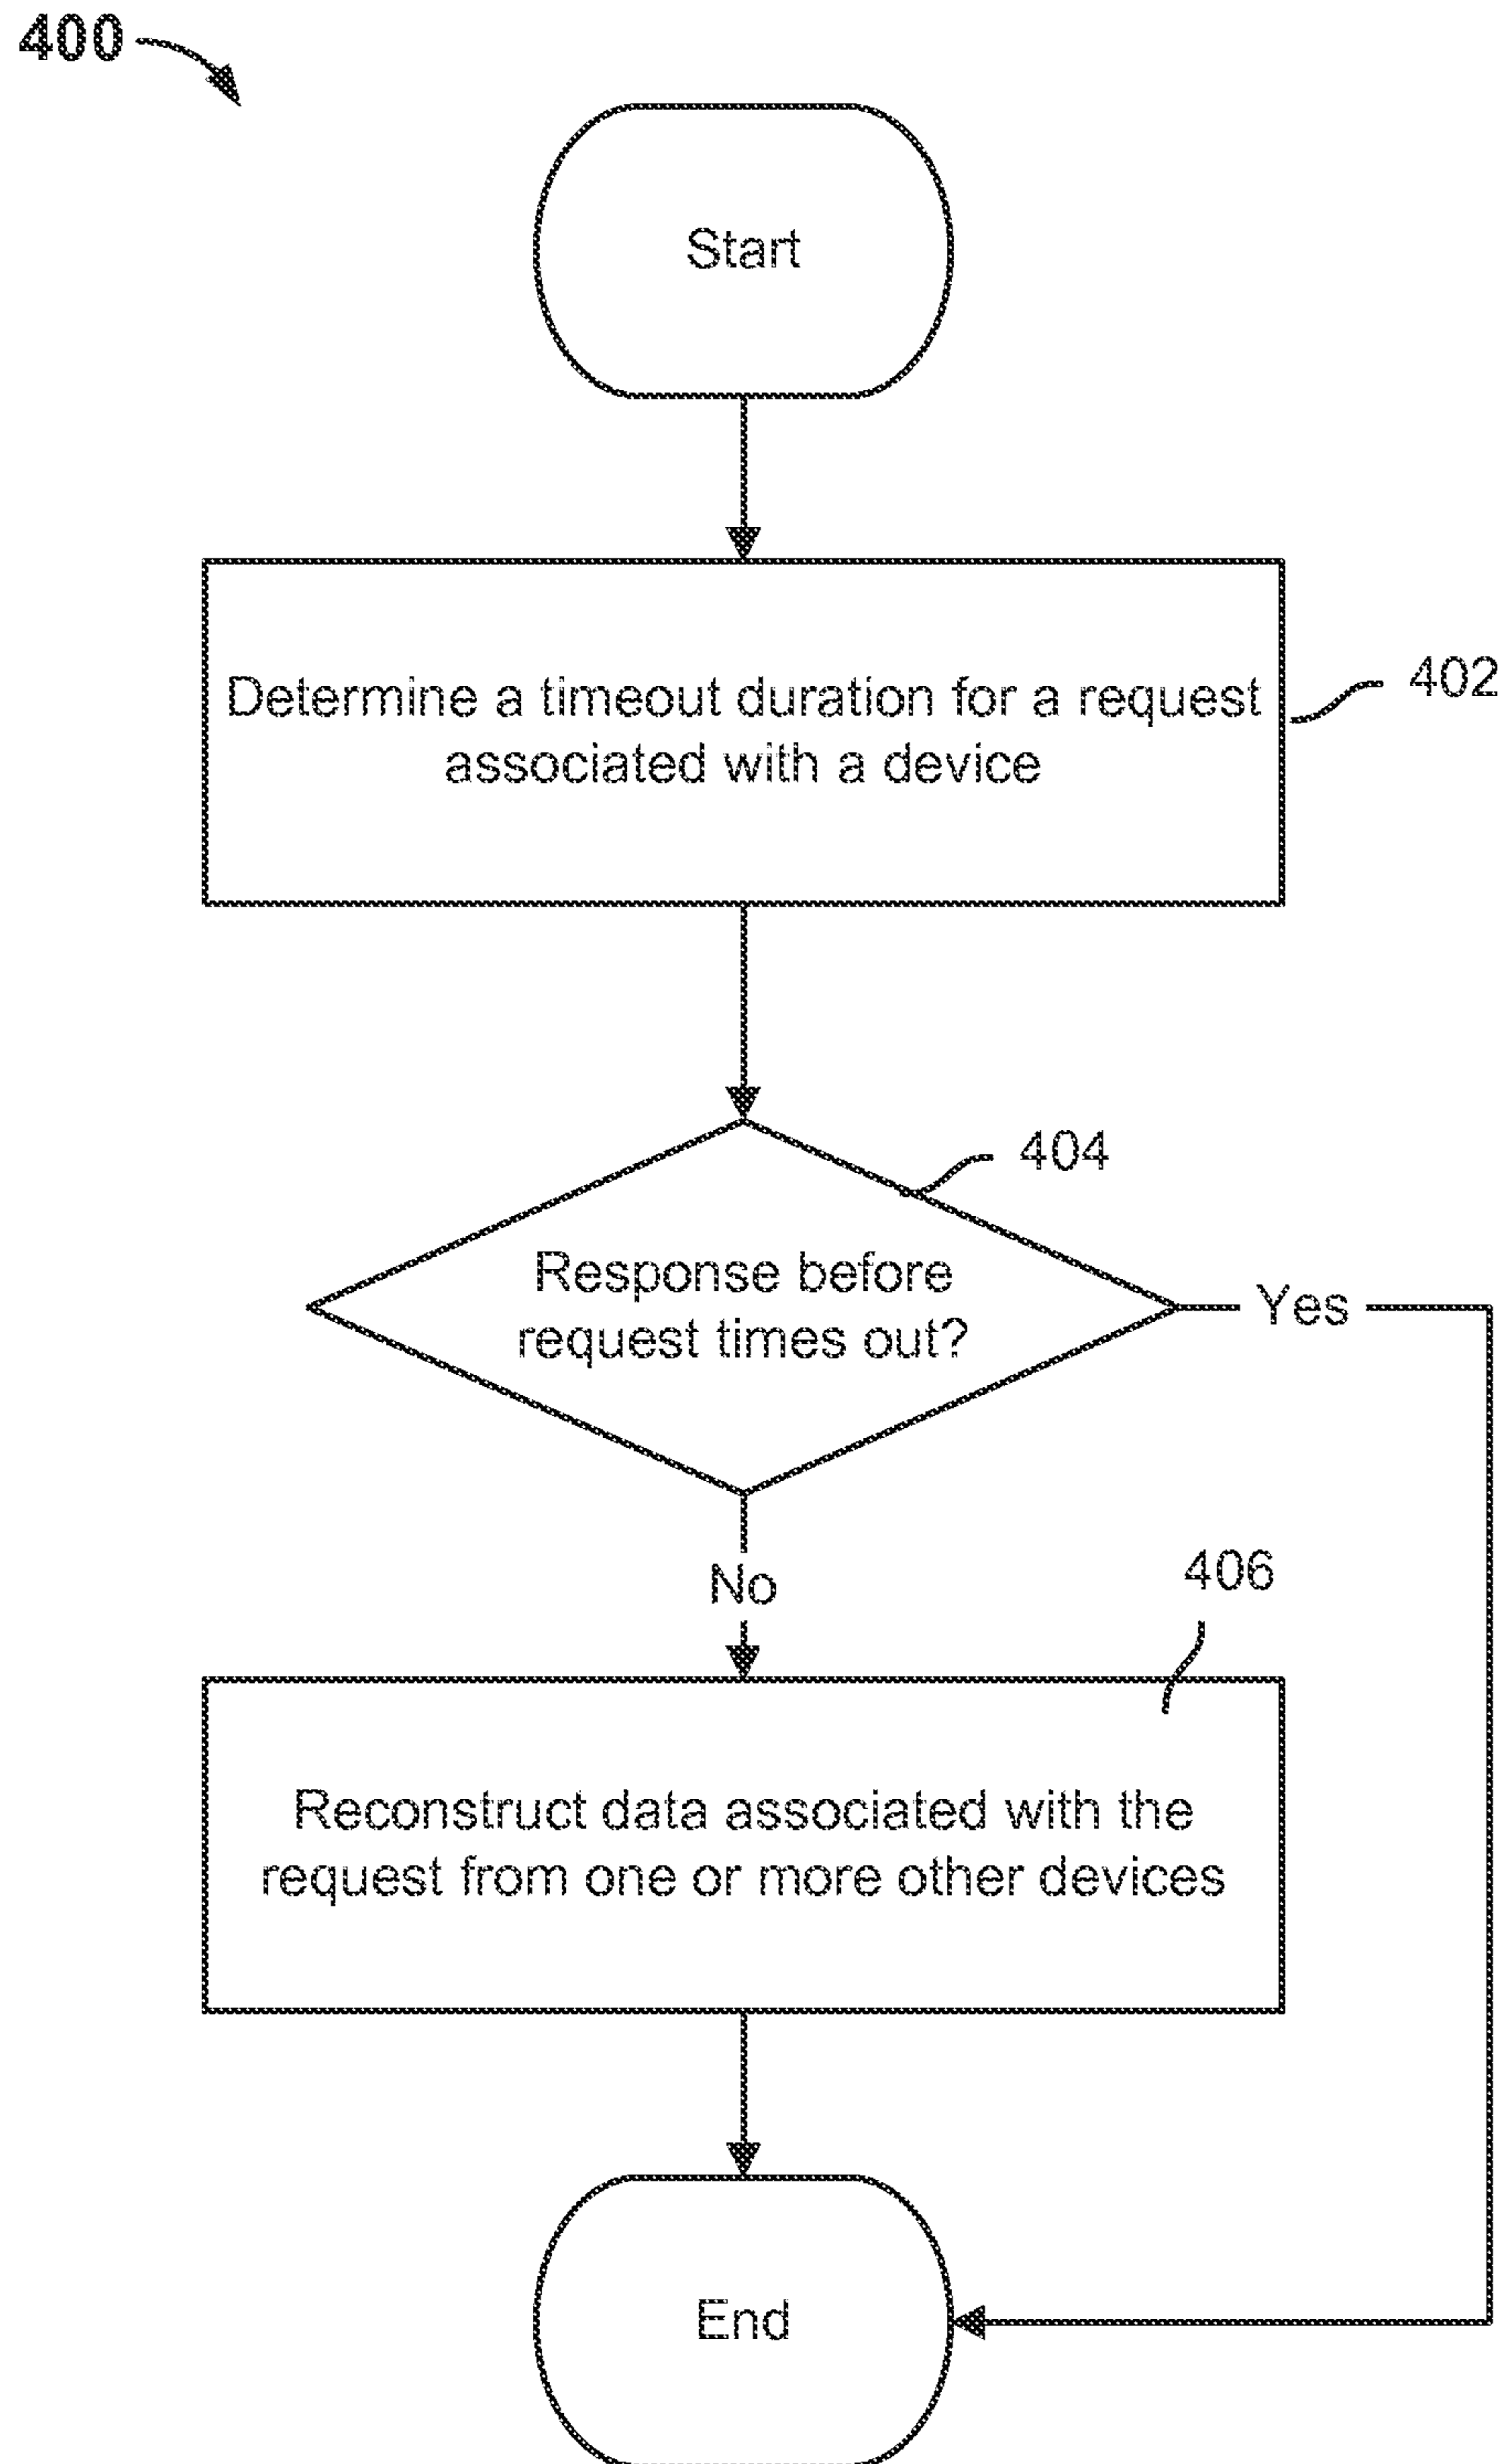 400
Start
Determine a timeout duration for a request
associated with a device
402
404
Response before
request times out?
Yes
No
406
Reconstruct data associated with the
request from one or more other devices
End